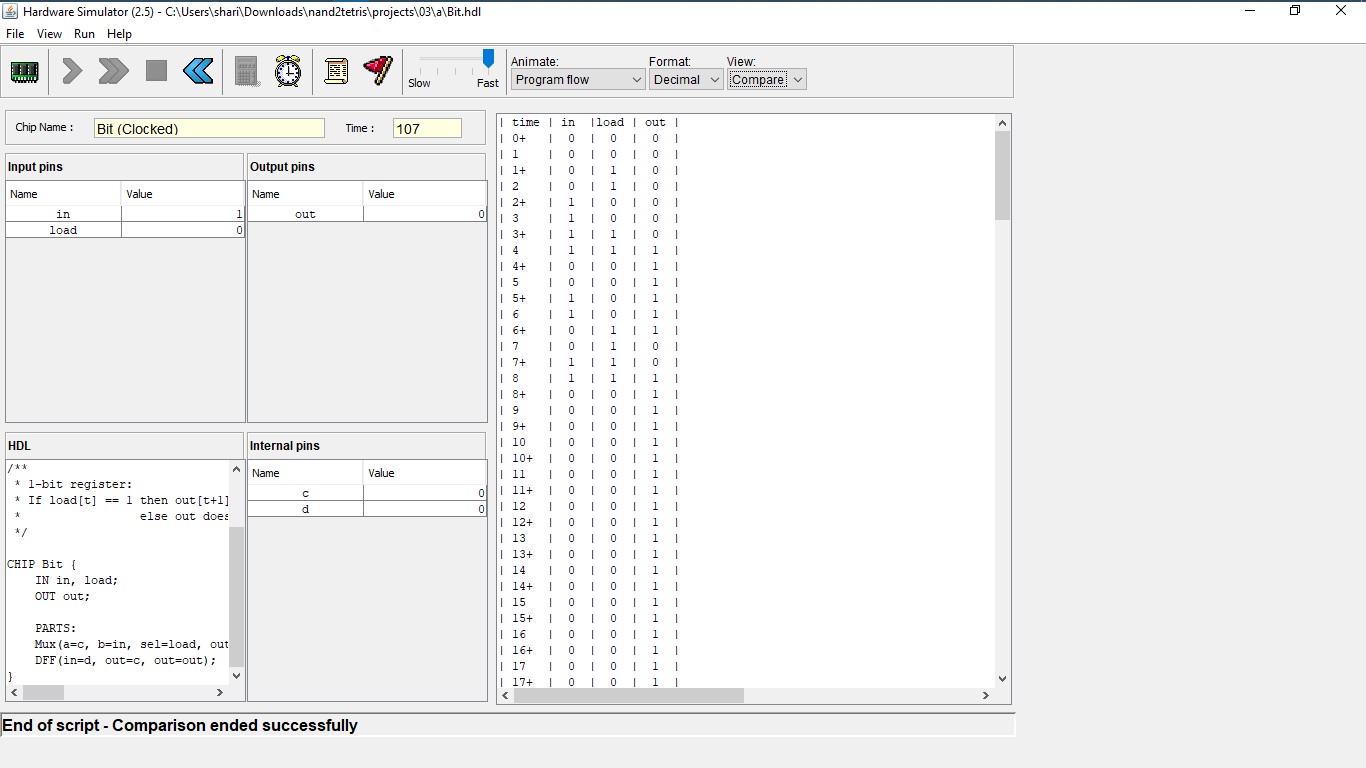 Hardware Simulator (2.5) - C:\Users\shari\Downloads\nand2tetris\projects\03\a\Bit.hdl
File View Run Help
Slow Fast
Animate: Format: View:
Program flow Decimal Compare
Chip Name : Bit (Clocked) Time : 107
Input pins
Name Value
in 1
load 0
Output pins
Name Value
out 0
HDL
/**
* 1-bit register:
* If load[t] == 1 then out[t+1]
* else out does
*/
CHIP Bit {
IN in, load;
OUT out;
PARTS:
Mux(a=c, b=in, sel=load, out
DFF(in=d, out=c, out=out);
}
Internal pins
Name Value
c 0
d 0
| time | in |load | out |
| 0+ | 0 | 0 | 0 |
| 1 | 0 | 0 | 0 |
| 1+ | 0 | 1 | 0 |
| 2 | 0 | 1 | 0 |
| 2+ | 1 | 0 | 0 |
| 3 | 1 | 0 | 0 |
| 3+ | 1 | 1 | 0 |
| 4 | 1 | 1 | 1 |
| 4+ | 0 | 0 | 1 |
| 5 | 0 | 0 | 1 |
| 5+ | 1 | 0 | 1 |
| 6 | 1 | 0 | 1 |
| 6+ | 0 | 1 | 1 |
| 7 | 0 | 1 | 0 |
| 7+ | 1 | 1 | 0 |
| 8 | 1 | 1 | 1 |
| 8+ | 0 | 0 | 1 |
| 9 | 0 | 0 | 1 |
| 9+ | 0 | 0 | 1 |
| 10 | 0 | 0 | 1 |
| 10+ | 0 | 0 | 1 |
| 11 | 0 | 0 | 1 |
| 11+ | 0 | 0 | 1 |
| 12 | 0 | 0 | 1 |
| 12+ | 0 | 0 | 1 |
| 13 | 0 | 0 | 1 |
| 13+ | 0 | 0 | 1 |
| 14 | 0 | 0 | 1 |
| 14+ | 0 | 0 | 1 |
| 15 | 0 | 0 | 1 |
| 15+ | 0 | 0 | 1 |
| 16 | 0 | 0 | 1 |
| 16+ | 0 | 0 | 1 |
| 17 | 0 | 0 | 1 |
| 17+ | 0 | 0 | 1 |
End of script - Comparison ended successfully